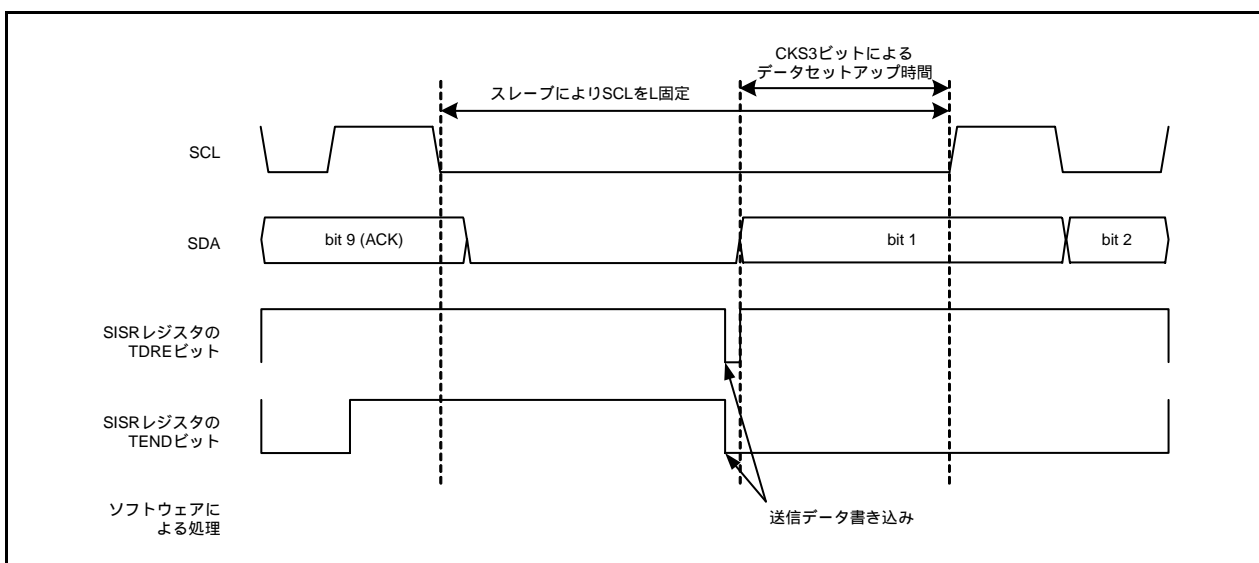 CKS3ビットによる
データセットアップ時間
スレーブによりSCLをL固定
SCL
SDA
bit 9 (ACK)
bit 1
bit 2
SISRレジスタの
TDREビット
SISRレジスタの
TENDビット
ソフトウェアに
よる処理
送信データ書き込み